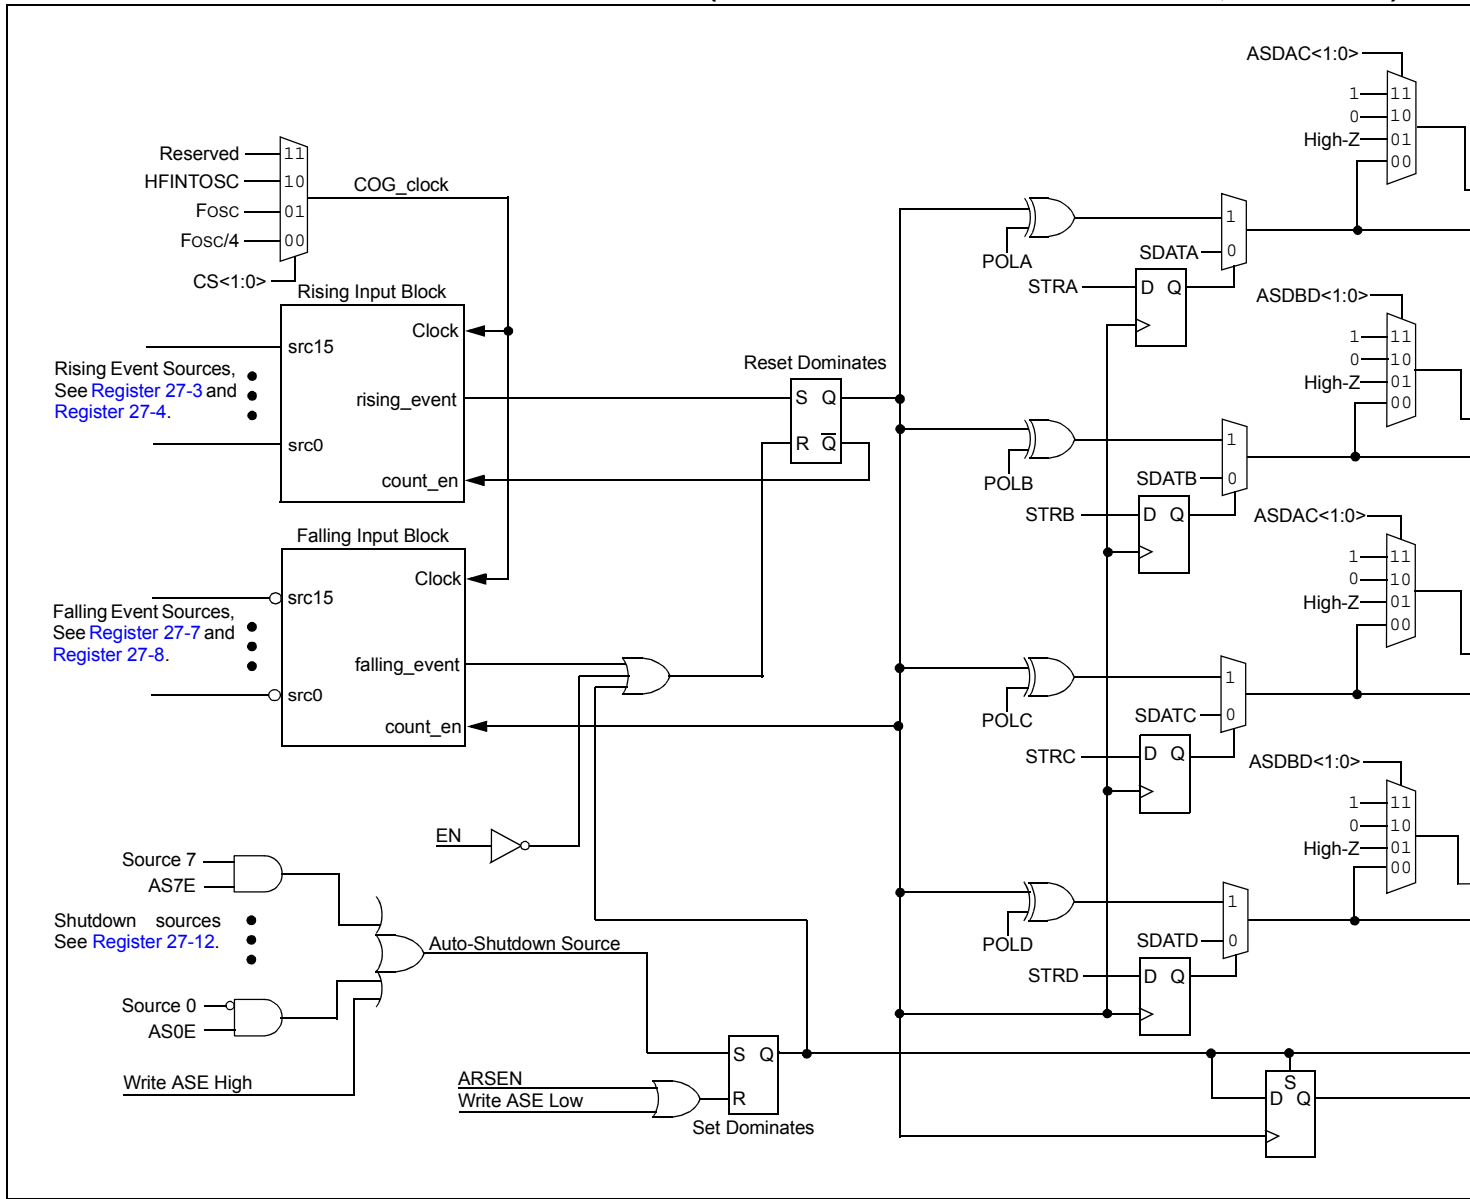 ASDAC<1:0>
1 11
0 10
High-Z 01
00
Reserved 11
HFINTOSC 10
Fosc 01
Fosc/4 00
COG_clock
CS<1:0>
Rising Input Block
Clock
src15
Rising Event Sources,
See Register 27-3 and
Register 27-4.
rising_event
src0
count_en
Reset Dominates
S Q
R Q
Falling Input Block
Clock
src15
Falling Event Sources,
See Register 27-7 and
Register 27-8.
falling_event
src0
count_en
EN
Source 7
AS7E
Shutdown sources
See Register 27-12.
Auto-Shutdown Source
Source 0
AS0E
Write ASE High
ARSEN
Write ASE Low
S Q
R
Set Dominates
POLA
1
SDATA 0
STRA D Q
ASDBD<1:0>
1 11
0 10
High-Z 01
00
POLB
1
SDATB 0
STRB D Q
ASDAC<1:0>
1 11
0 10
High-Z 01
00
POLC
1
SDATC 0
STRC D Q
ASDBD<1:0>
1 11
0 10
High-Z 01
00
POLD
1
SDATD 0
STRD D Q
S
D Q